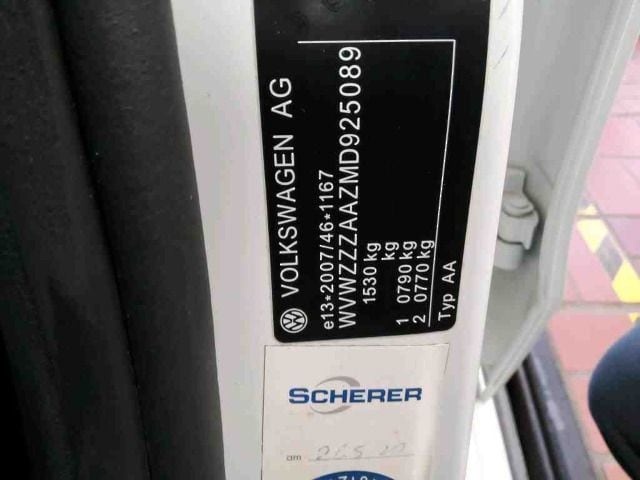 VOLKSWAGEN AG
e13*2007/46*1167
WVWZZZAAZMD925089
1530 kg
kg
1 0790 kg
2 0770 kg
Typ AA
SCHERER
am